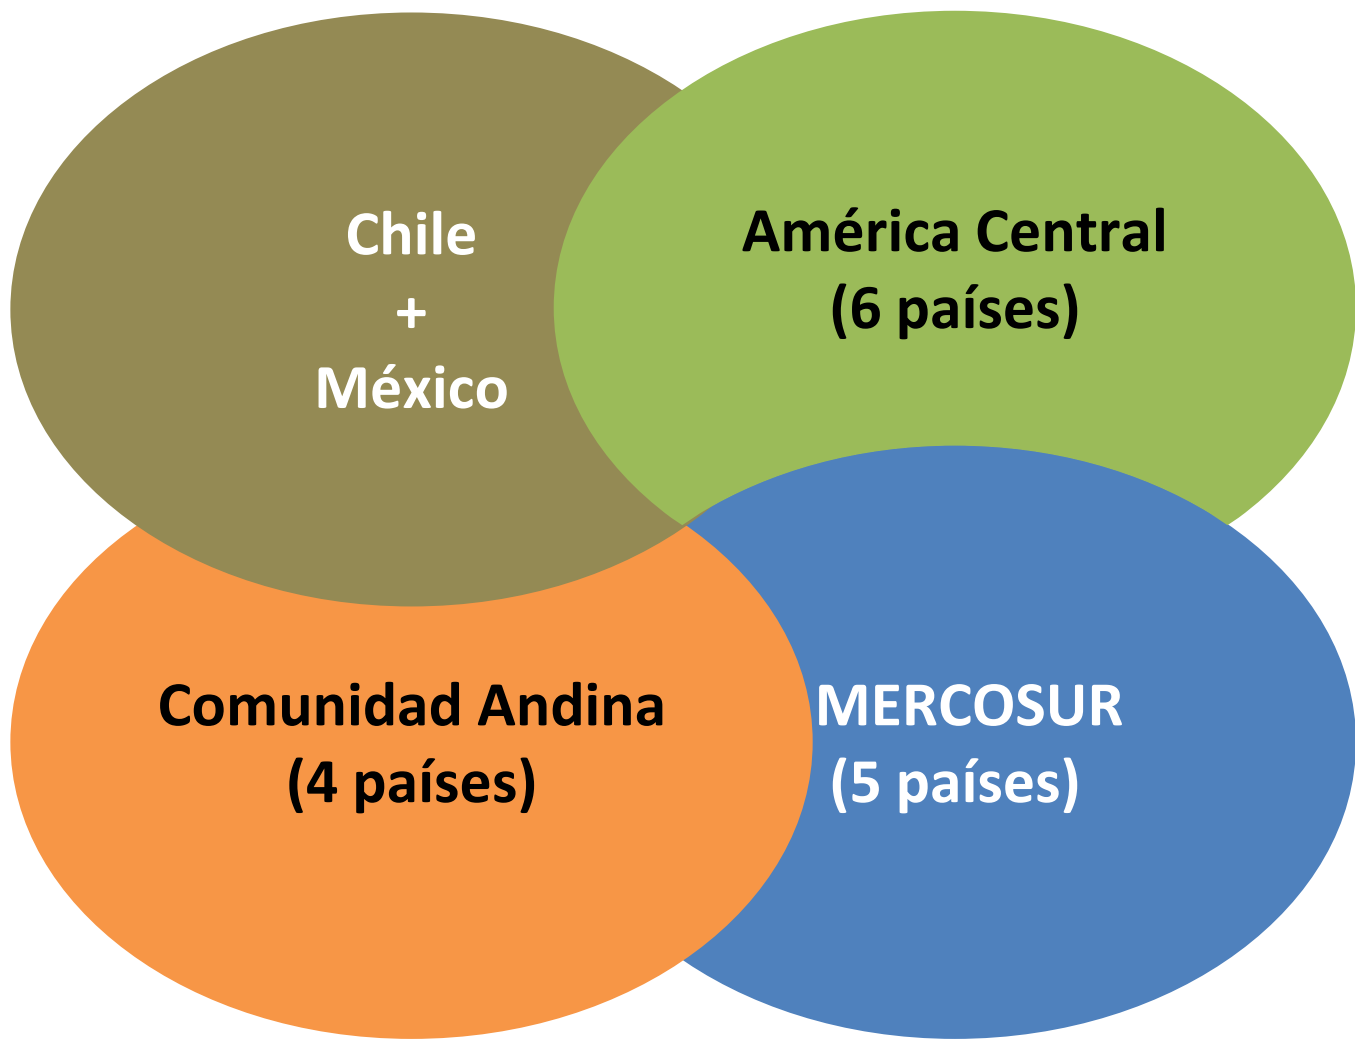 Chile
+
México
América Central
(6 países)
Comunidad Andina
(4 países)
MERCOSUR
(5 países)